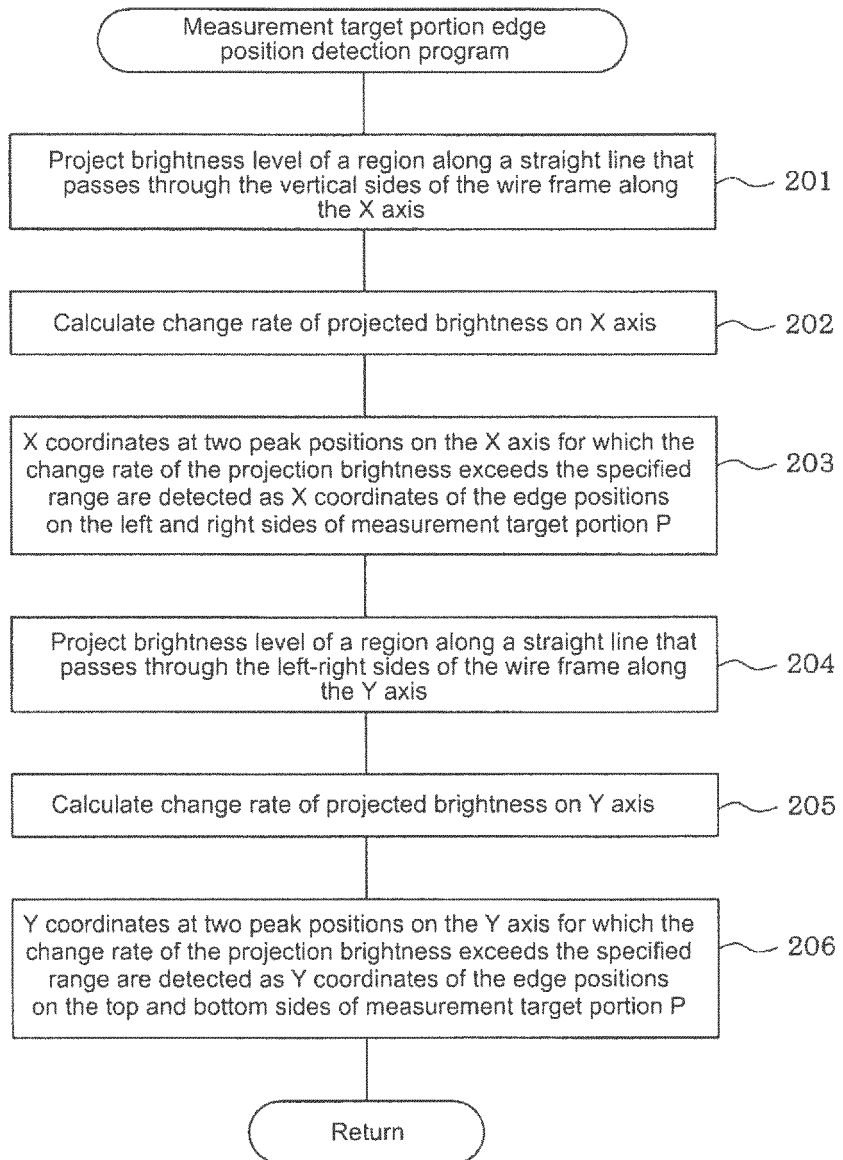 Measurement target portion edge
position detection program
Project brightness level of a region along a straight line that
passes through the vertical sides of the wire frame along
the X axis
201
Calculate change rate of projected brightness on X axis
202
X coordinates at two peak positions on the X axis for which the
change rate of the projection brightness exceeds the specified
range are detected as X coordinates of the edge positions
on the left and right sides of measurement target portion P
203
Project brightness level of a region along a straight line that
passes through the left-right sides of the wire frame along
the Y axis
204
Calculate change rate of projected brightness on Y axis
205
Y coordinates at two peak positions on the Y axis for which the
change rate of the projection brightness exceeds the specified
range are detected as Y coordinates of the edge positions
on the top and bottom sides of measurement target portion P
206
Return